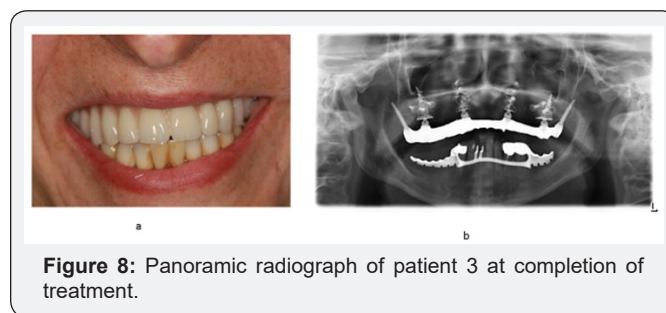 a
b
L
Figure 8: Panoramic radiograph of patient 3 at completion of
treatment.